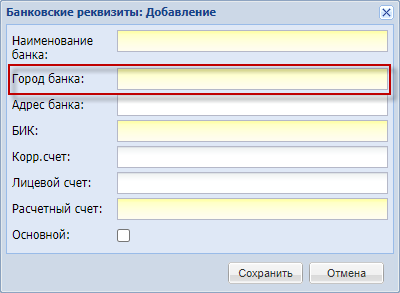 Банковские реквизиты: Добавление
Наименование
банка:
Город банка:
Адрес банка:
БИК:
Корр.счет:
Лицевой счет:
Расчетный счет:
Основной:
Сохранить Отмена